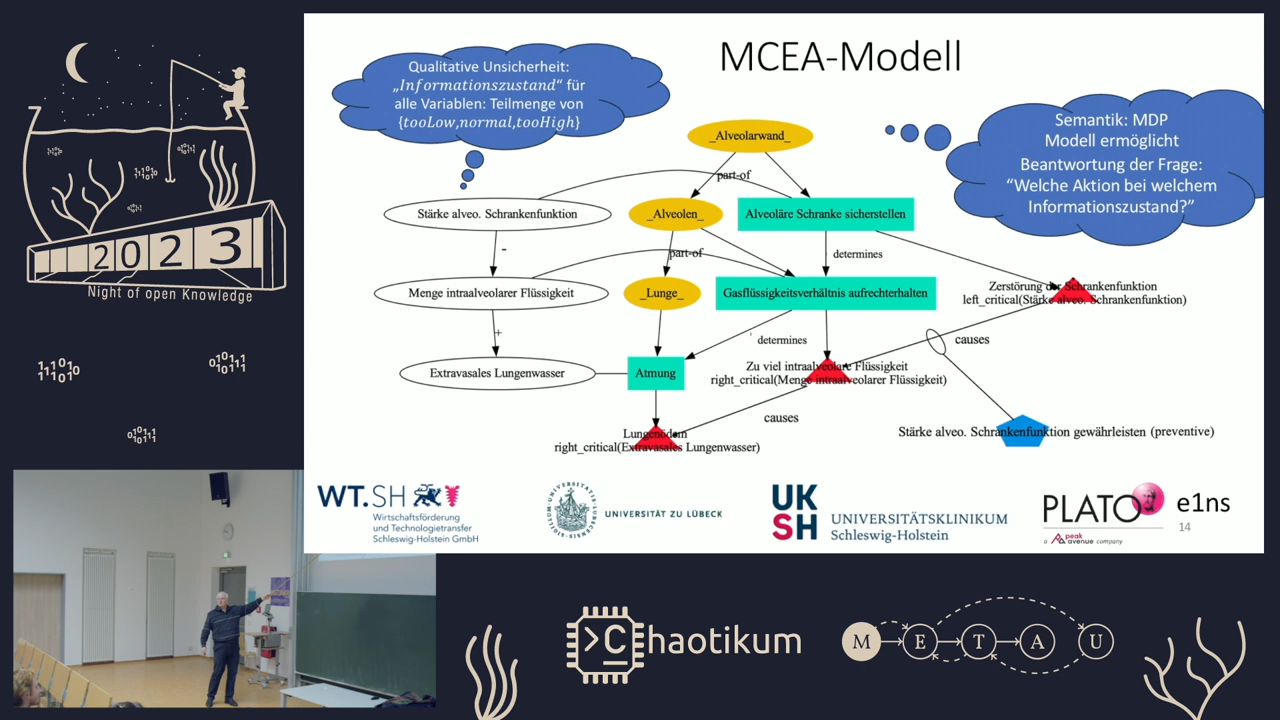 MCEA-Modell
Qualitative Unsicherheit:
„Informationszustand“ für
alle Variablen: Teilmenge von
{tooLow,normal,tooHigh}
Semantik: MDP
Modell ermöglicht
Beantwortung der Frage:
“Welche Aktion bei welchem
Informationszustand?”
_Alveolarwand_
part-of
Stärke alveo. Schrankenfunktion
_Alveolen_
Alveoläre Schranke sicherstellen
-
part-of
determines
Menge intraalveolarer Flüssigkeit
_Lunge_
Gasflüssigkeitsverhältnis aufrechterhalten
Zerstörung der Schrankenfunktion
left_critical(Stärke alveo. Schrankenfunktion)
+
determines
causes
Extravasales Lungenwasser
Atmung
Zu viel intraalveolare Flüssigkeit
right_critical(Menge intraalveolarer Flüssigkeit)
causes
Lungenödem
right_critical(Extravasales Lungenwasser)
Stärke alveo. Schrankenfunktion gewährleisten (preventive)
WT.SH
Wirtschaftsförderung
und Technologietransfer
Schleswig-Holstein GmbH
UNIVERSITÄT ZU LÜBECK
UK
SH
UNIVERSITÄTSKLINIKUM
Schleswig-Holstein
PLATO
a peak avenue company
e1ns
14
2023
Night of open Knowledge
>C haotikum
M E T A U